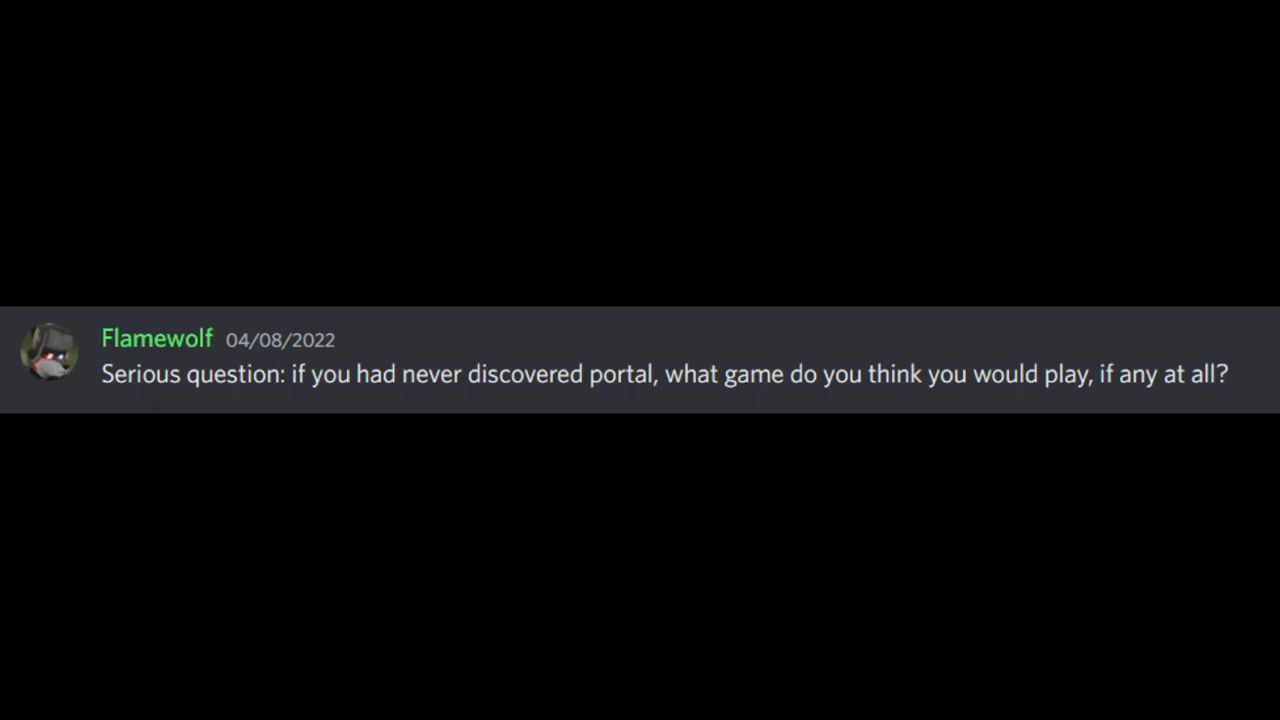 Flamewolf 04/08/2022
Serious question: if you had never discovered portal, what game do you think you would play, if any at all?